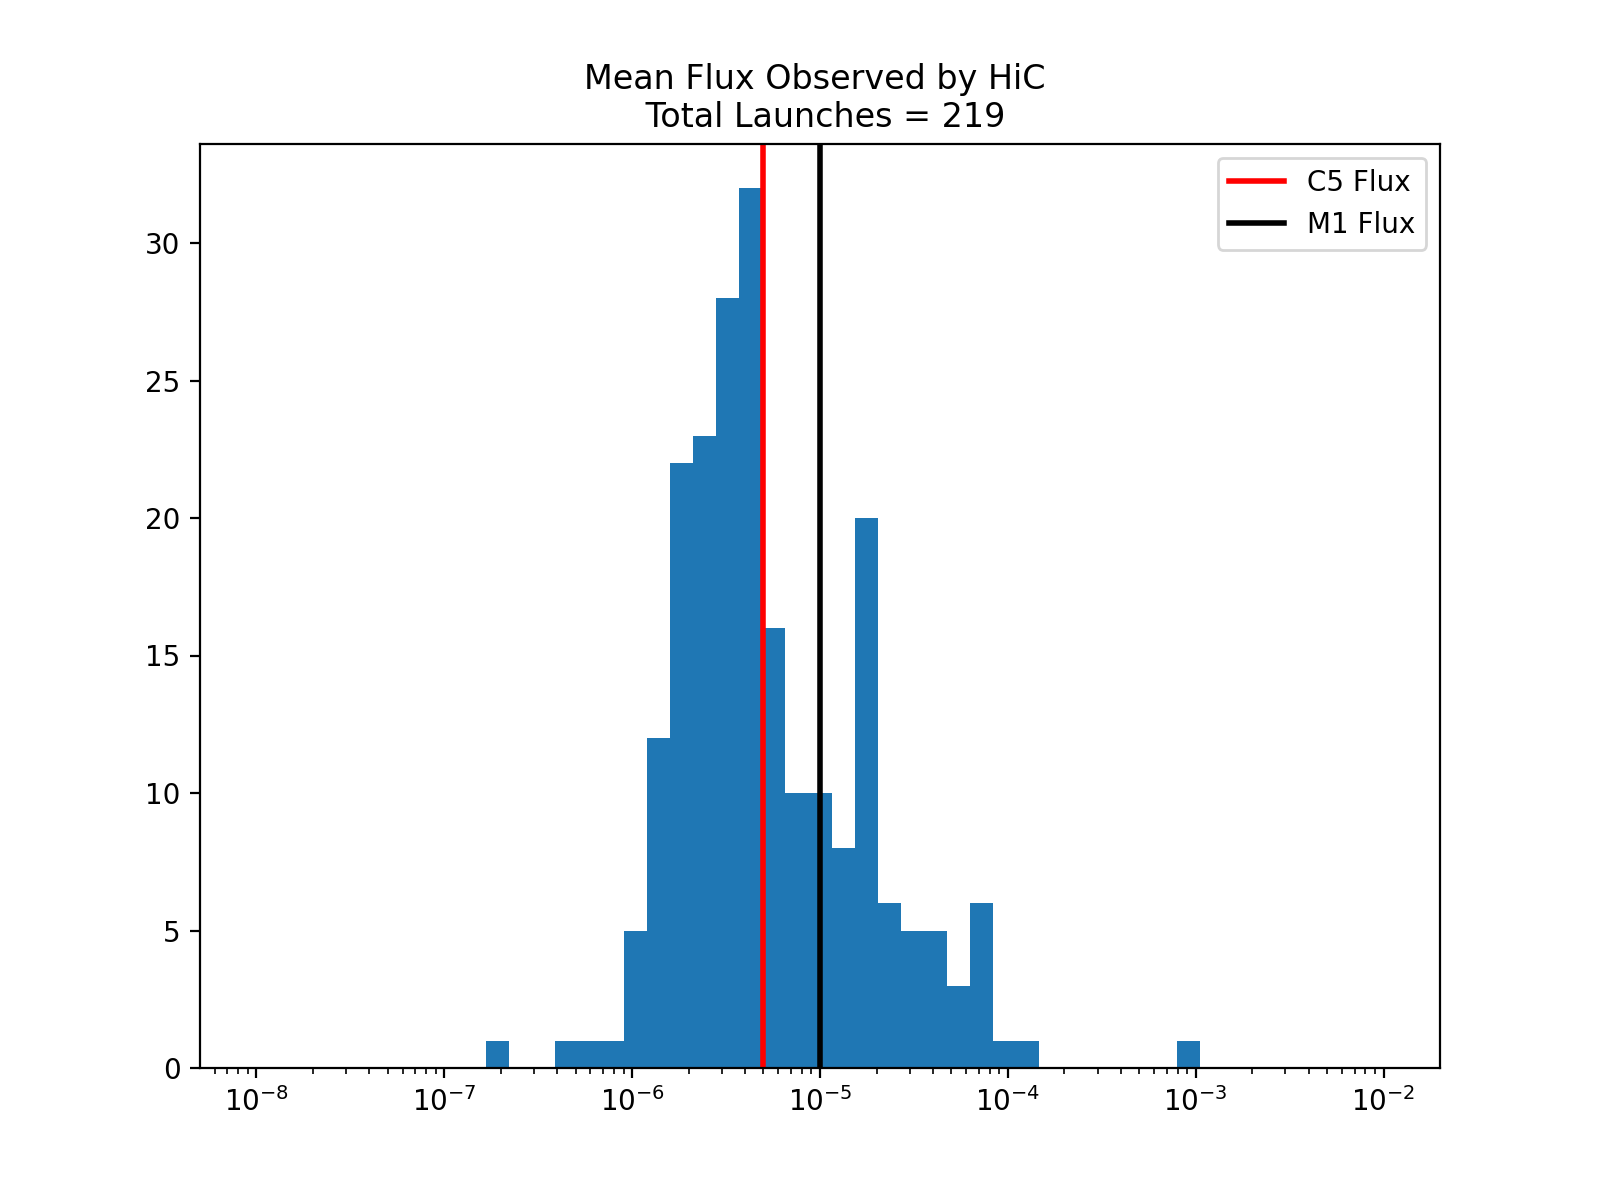 Mean Flux Observed by HiC
Total Launches = 219
C5 Flux
M1 Flux
30
25
20
15
10
5
0
10⁻⁸ 10⁻⁷ 10⁻⁶ 10⁻⁵ 10⁻⁴ 10⁻³ 10⁻²